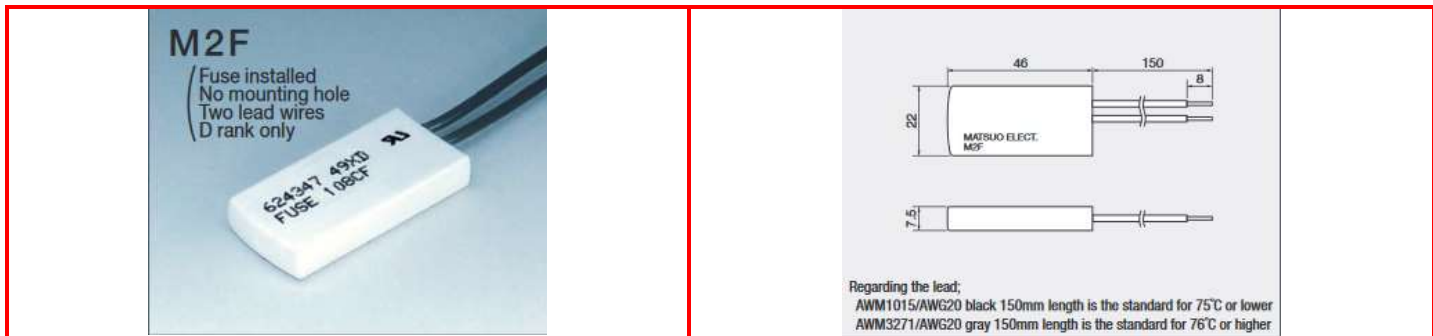 M2F
Fuse installed
No mounting hole
Two lead wires
D rank only
624347 49XD
FUSE 108CF
46
150
8
22
MATSUO ELECT.
M2F
7.5
Regarding the lead;
AWM1015/AWG20 black 150mm length is the standard for 75℃ or lower
AWM3271/AWG20 gray 150mm length is the standard for 76℃ or higher